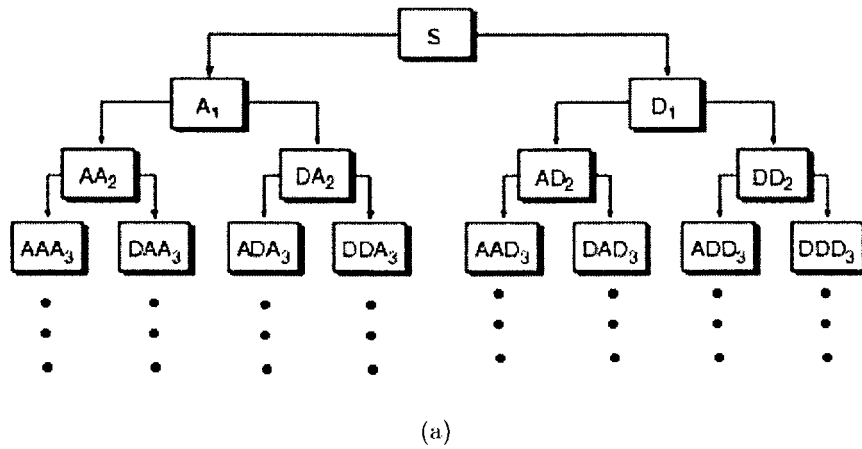 S
A₁ D₁
AA₂ DA₂ AD₂ DD₂
AAA₃ DAA₃ ADA₃ DDA₃ AAD₃ DAD₃ ADD₃ DDD₃
(a)